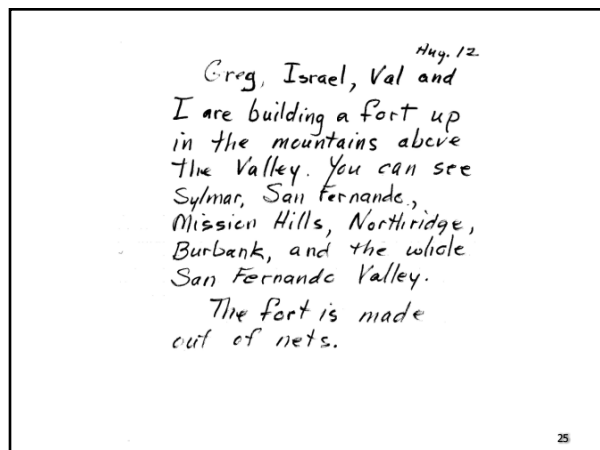 Aug. 12
Greg, Israel, Val and
I are building a fort up
in the mountains above
the Valley. You can see
Sylmar, San Fernando,
Mission Hills, Northridge,
Burbank, and the whole
San Fernando Valley.
The fort is made
out of nets.
25